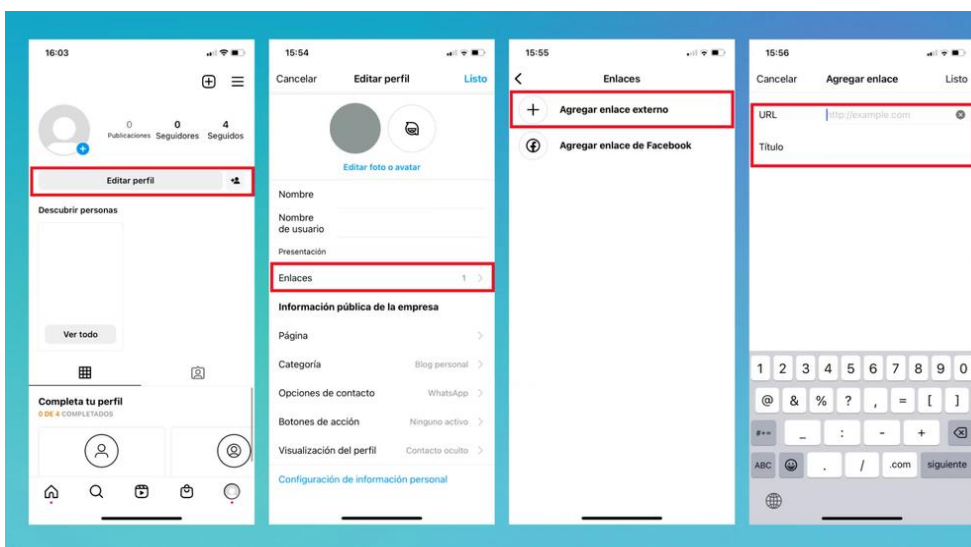 16:03
0
0
4
Publicaciones Seguidores Seguidos
Editar perfil
Descubrir personas
Ver todo
Completa tu perfil
0 DE 4 COMPLETADOS
15:54
Cancelar Editar perfil Listo
Editar foto o avatar
Nombre
Nombre
de usuario
Presentación
Enlaces 1
Información pública de la empresa
Página
Categoría Blog personal
Opciones de contacto WhatsApp
Botones de acción Ninguno activo
Visualización del perfil Contacto oculto
Configuración de información personal
15:55
Enlaces
Agregar enlace externo
Agregar enlace de Facebook
15:56
Cancelar Agregar enlace Listo
URL http://example.com
Título
1 2 3 4 5 6 7 8 9 0
@ & % ? , = [ ]
#+= _ : - +
ABC . / .com siguiente